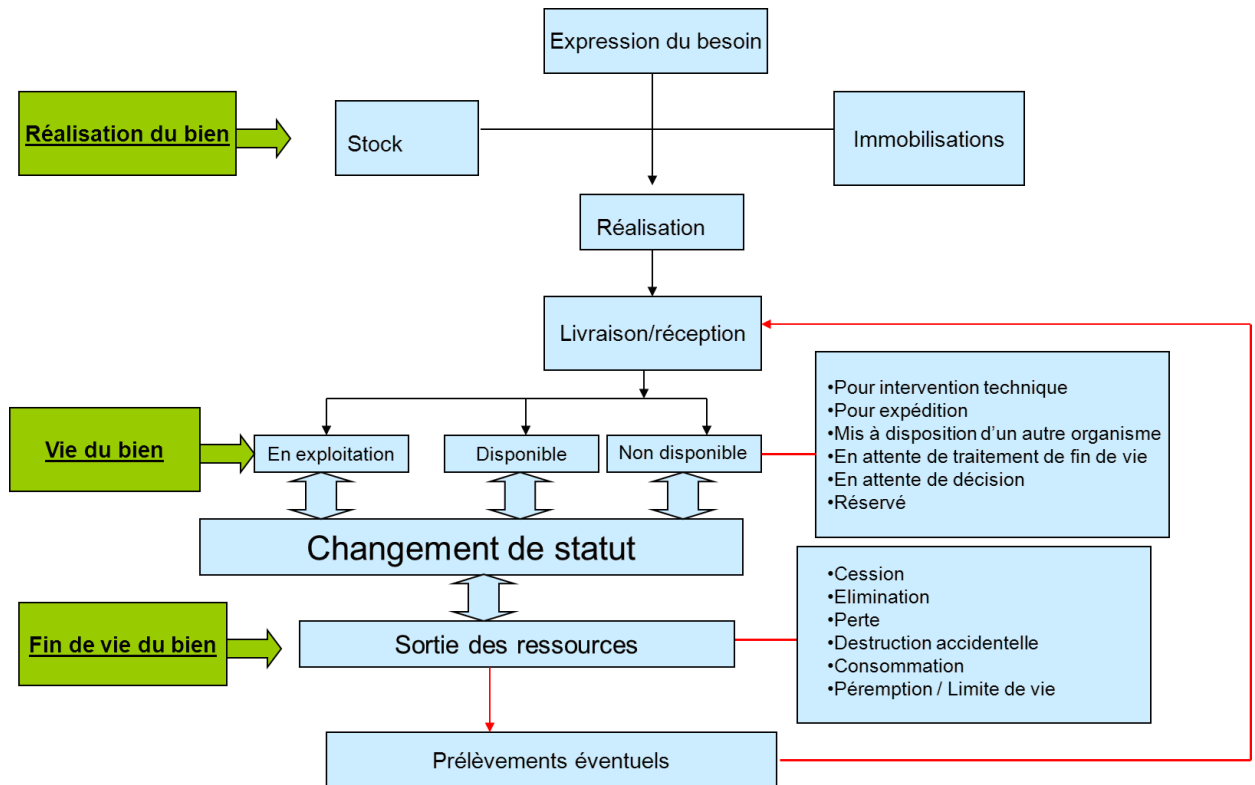 Expression du besoin
Réalisation du bien
Stock
Immobilisations
Réalisation
Livraison/réception
•Pour intervention technique
•Pour expédition
•Mis à disposition d’un autre organisme
•En attente de traitement de fin de vie
•En attente de décision
•Réservé
Vie du bien
En exploitation
Disponible
Non disponible
Changement de statut
•Cession
•Elimination
•Perte
•Destruction accidentelle
•Consommation
•Péremption / Limite de vie
Fin de vie du bien
Sortie des ressources
Prélèvements éventuels